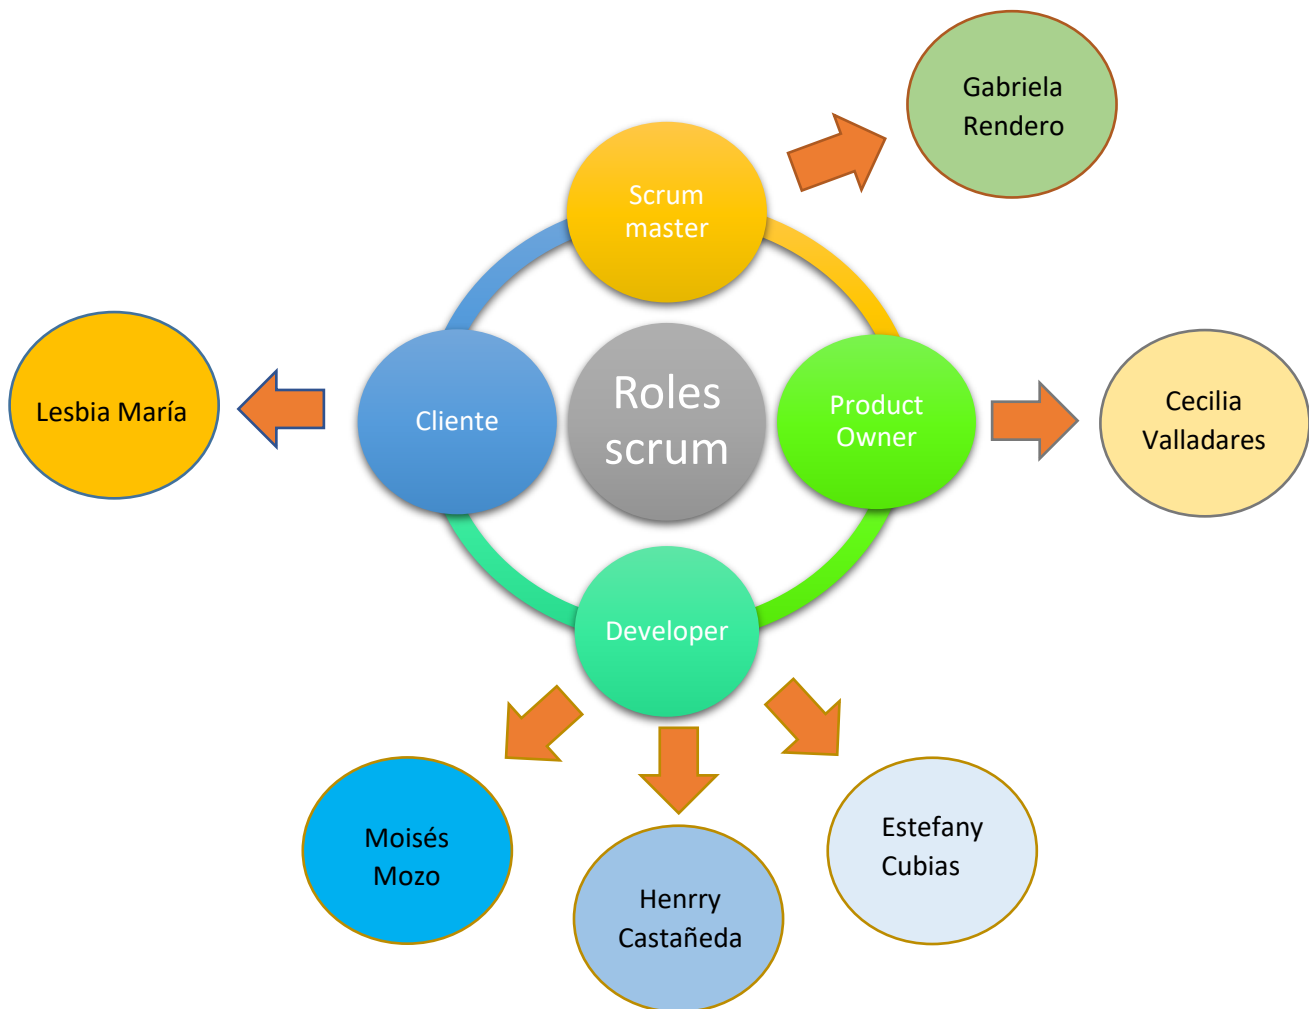 Gabriela
Rendero
Scrum
master
Lesbia María
Cliente
Roles
scrum
Product
Owner
Cecilia
Valladares
Developer
Moisés
Mozo
Henrry
Castañeda
Estefany
Cubias